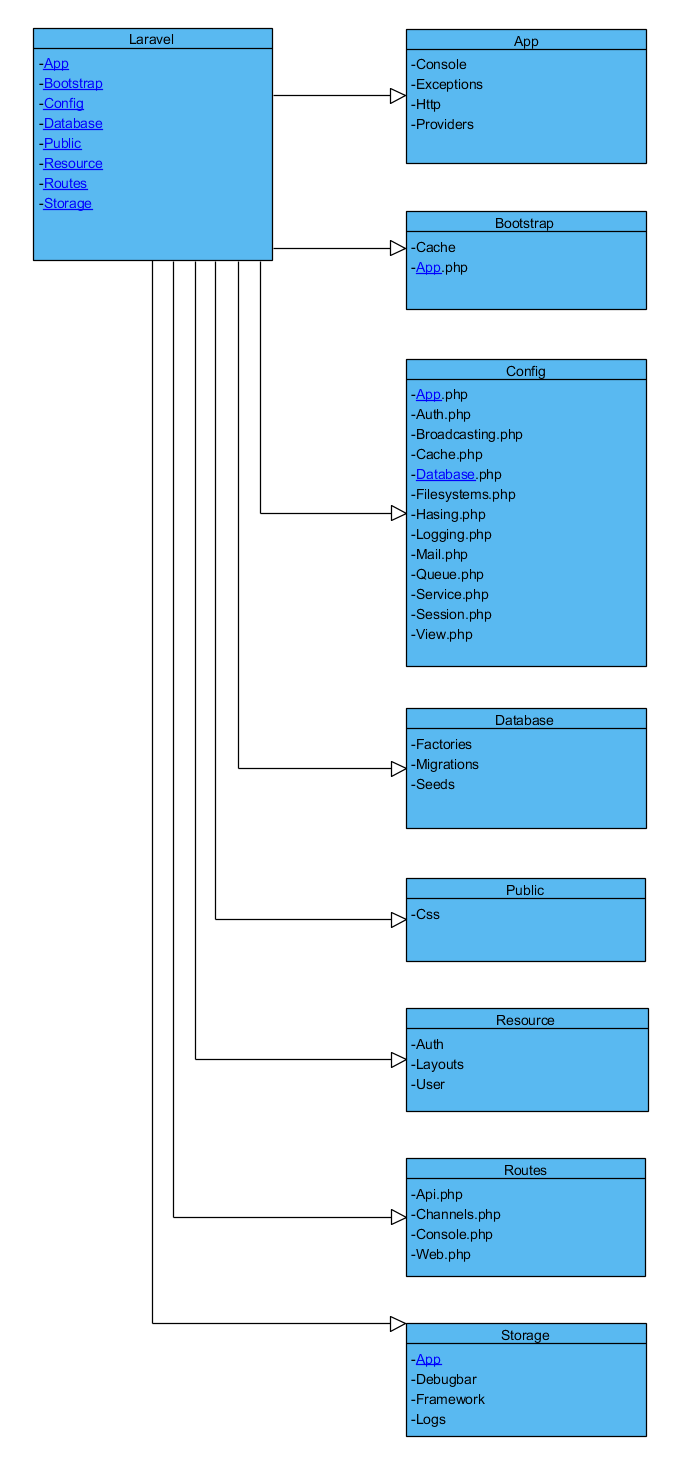 Laravel
-App
-Bootstrap
-Config
-Database
-Public
-Resource
-Routes
-Storage
App
-Console
-Exceptions
-Http
-Providers
Bootstrap
-Cache
-App.php
Config
-App.php
-Auth.php
-Broadcasting.php
-Cache.php
-Database.php
-Filesystems.php
-Hasing.php
-Logging.php
-Mail.php
-Queue.php
-Service.php
-Session.php
-View.php
Database
-Factories
-Migrations
-Seeds
Public
-Css
Resource
-Auth
-Layouts
-User
Routes
-Api.php
-Channels.php
-Console.php
-Web.php
Storage
-App
-Debugbar
-Framework
-Logs